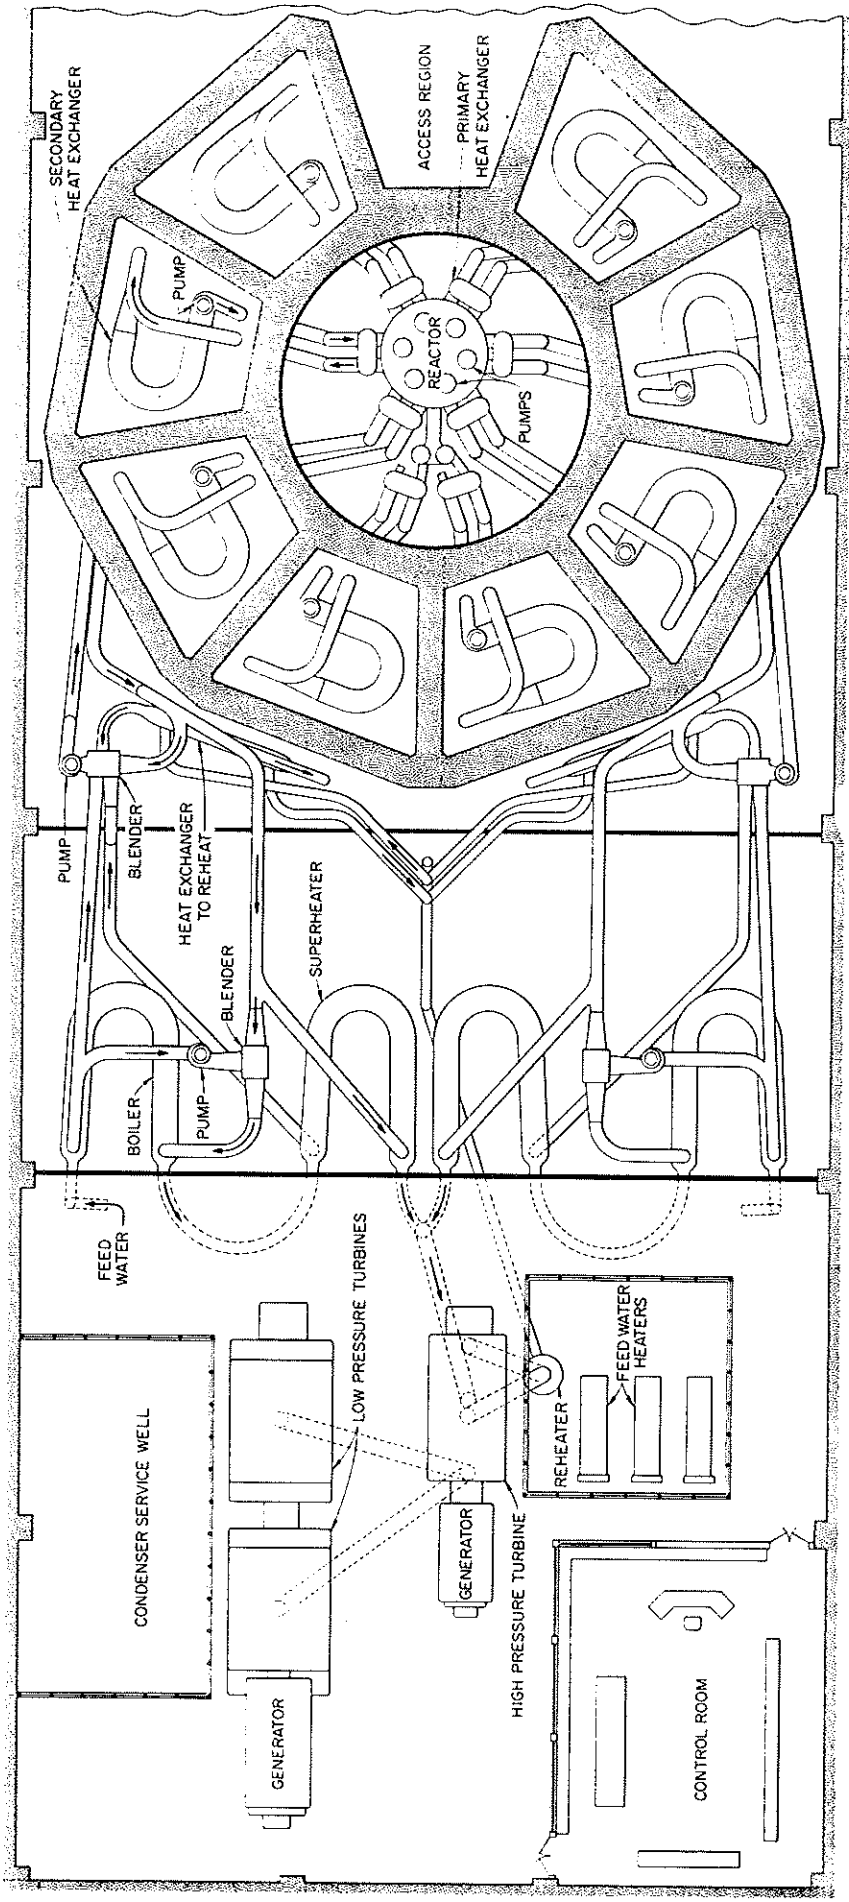 SECONDARY
HEAT EXCHANGER
PUMP
ACCESS REGION
PRIMARY
HEAT EXCHANGER
REACTOR
PUMPS
PUMP
BLENDER
HEAT EXCHANGER
TO REHEAT
SUPERHEATER
BLENDER
BOILER
PUMP
FEED
WATER
CONDENSER SERVICE WELL
LOW PRESSURE TURBINES
GENERATOR
GENERATOR
HIGH PRESSURE TURBINE
REHEATER
FEED WATER
HEATERS
CONTROL ROOM